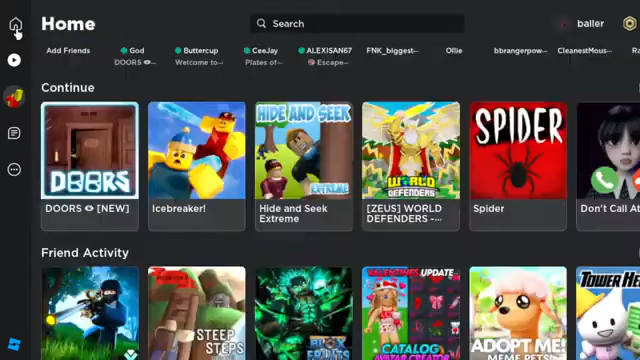 Home
Search
baller
Add Friends
God
Buttercup
CeeJay
ALEXISAN67
FNK_biggest--
Ollie
bbrangerpow--
CleanestMous--
DOORS
Welcome to--
Plates of--
Escape--
Continue
DOORS
HIDE AND SEEK
EXTREME
WORLD
DEFENDERS
SPIDER
DOORS [NEW]
Icebreaker!
Hide and Seek
Extreme
[ZEUS] WORLD
DEFENDERS -...
Spider
Don't Call At
Friend Activity
STEEP
STEPS
BLOX
FRUITS
VALENTINES UPDATE
CATALOG
AVATAR CREATOR
ADOPT ME!
MEME PETS!
TOWER HE